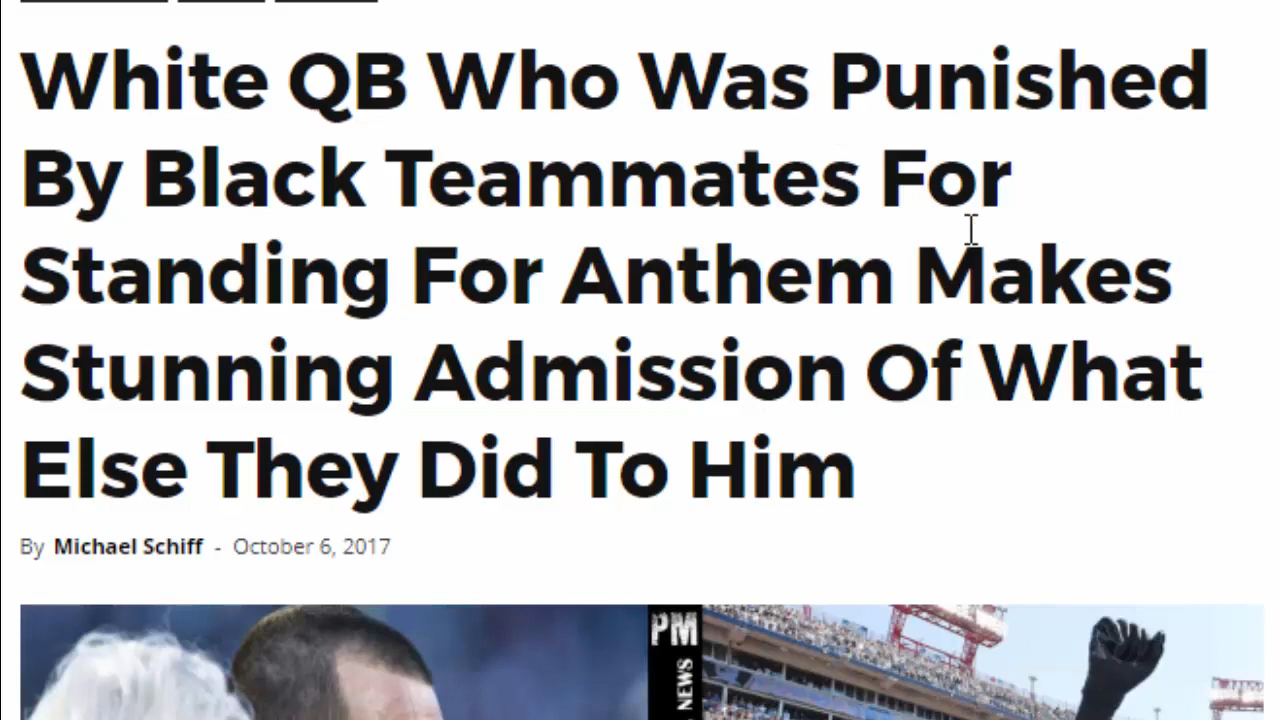 White QB Who Was Punished
By Black Teammates For
Standing For Anthem Makes
Stunning Admission Of What
Else They Did To Him
By Michael Schiff - October 6, 2017
PM
NEWS